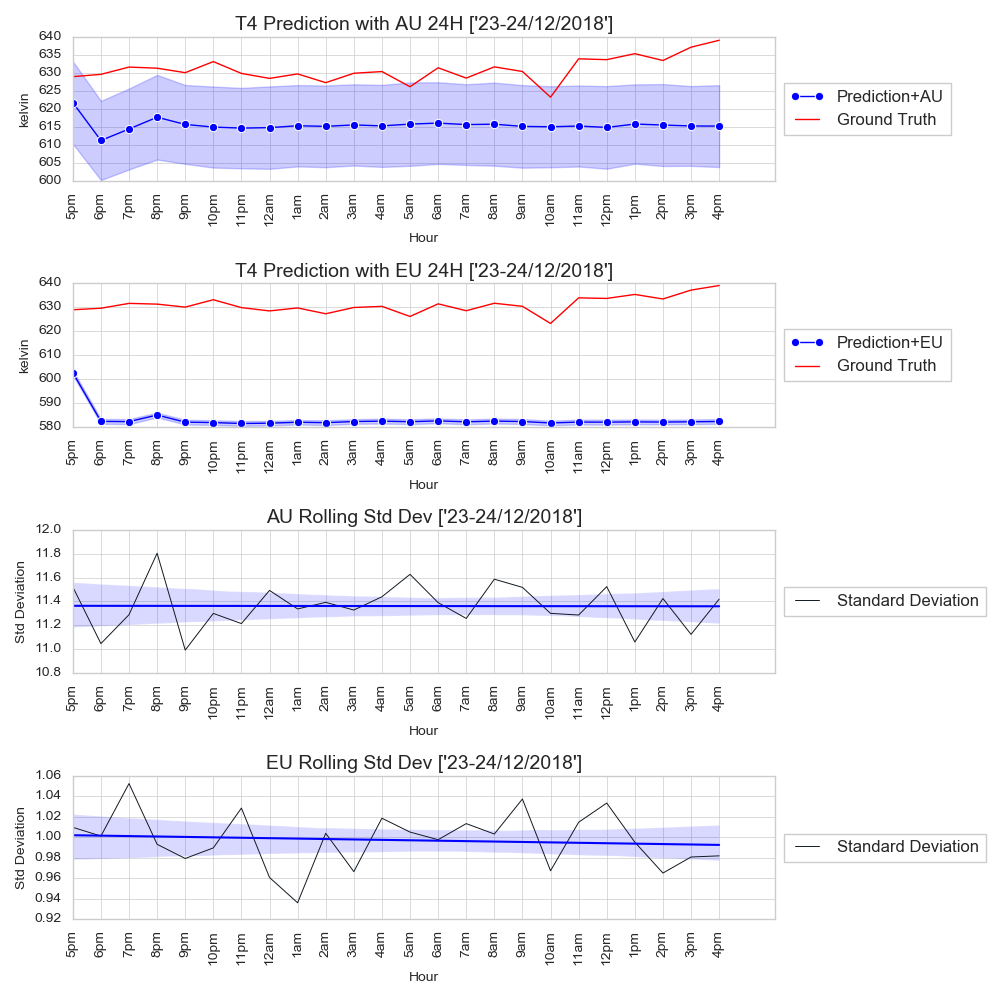 T4 Prediction with AU 24H ['23-24/12/2018']
640
635
630
625
620
615
610
605
600
kelvin
5pm 6pm 7pm 8pm 9pm 10pm 11pm 12am 1am 2am 3am 4am 5am 6am 7am 8am 9am 10am 11am 12pm 1pm 2pm 3pm 4pm
Hour
Prediction+AU
Ground Truth
T4 Prediction with EU 24H ['23-24/12/2018']
640
630
620
610
600
590
580
kelvin
5pm 6pm 7pm 8pm 9pm 10pm 11pm 12am 1am 2am 3am 4am 5am 6am 7am 8am 9am 10am 11am 12pm 1pm 2pm 3pm 4pm
Hour
Prediction+EU
Ground Truth
AU Rolling Std Dev ['23-24/12/2018']
12.0
11.8
11.6
11.4
11.2
11.0
10.8
Std Deviation
5pm 6pm 7pm 8pm 9pm 10pm 11pm 12am 1am 2am 3am 4am 5am 6am 7am 8am 9am 10am 11am 12pm 1pm 2pm 3pm 4pm
Hour
Standard Deviation
EU Rolling Std Dev ['23-24/12/2018']
1.06
1.04
1.02
1.00
0.98
0.96
0.94
0.92
Std Deviation
5pm 6pm 7pm 8pm 9pm 10pm 11pm 12am 1am 2am 3am 4am 5am 6am 7am 8am 9am 10am 11am 12pm 1pm 2pm 3pm 4pm
Hour
Standard Deviation